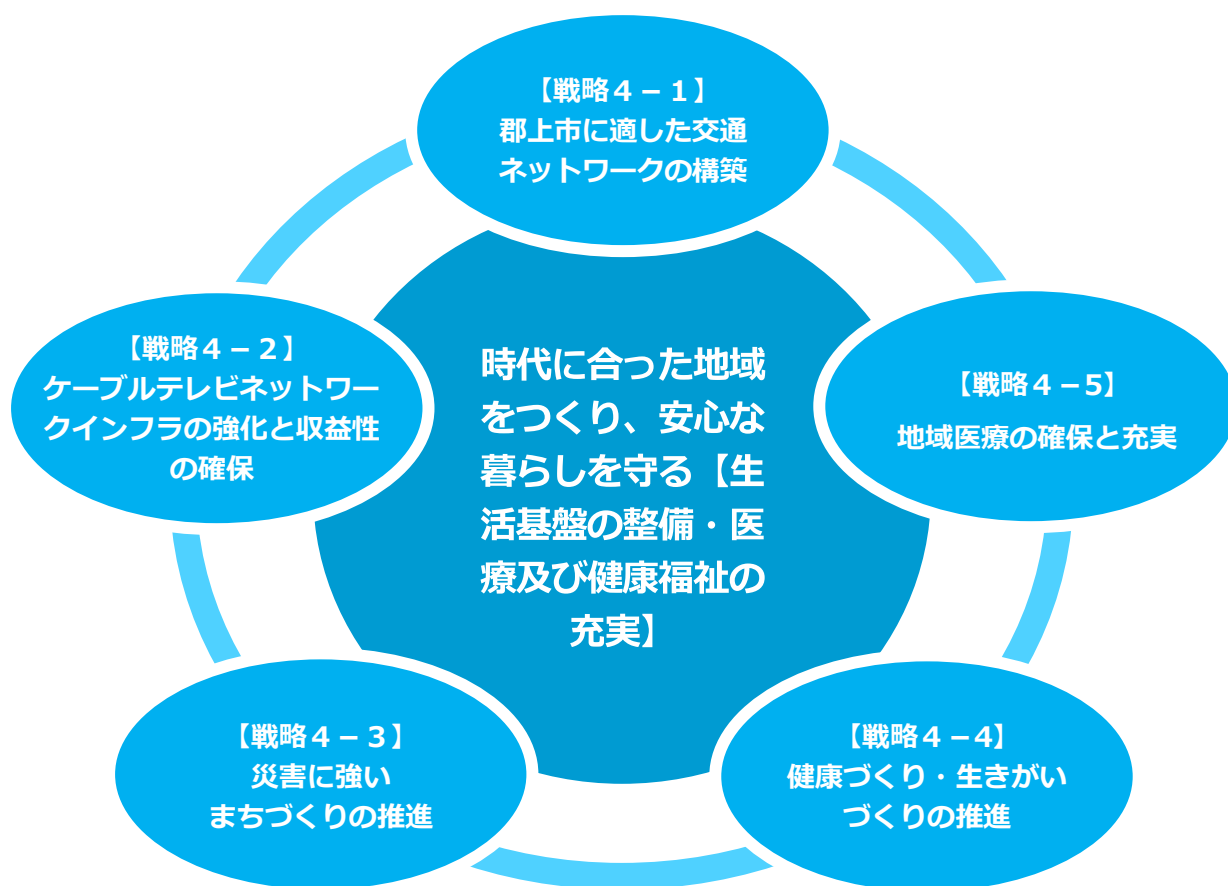 【戦略４－１】
郡上市に適した交通
ネットワークの構築
【戦略４－２】
ケーブルテレビネットワー
クインフラの強化と収益性
の確保
時代に合った地域
をつくり、安心な
暮らしを守る【生
活基盤の整備・医
療及び健康福祉の
充実】
【戦略４－5】
地域医療の確保と充実
【戦略４－３】
災害に強い
まちづくりの推進
【戦略４－4】
健康づくり・生きがい
づくりの推進